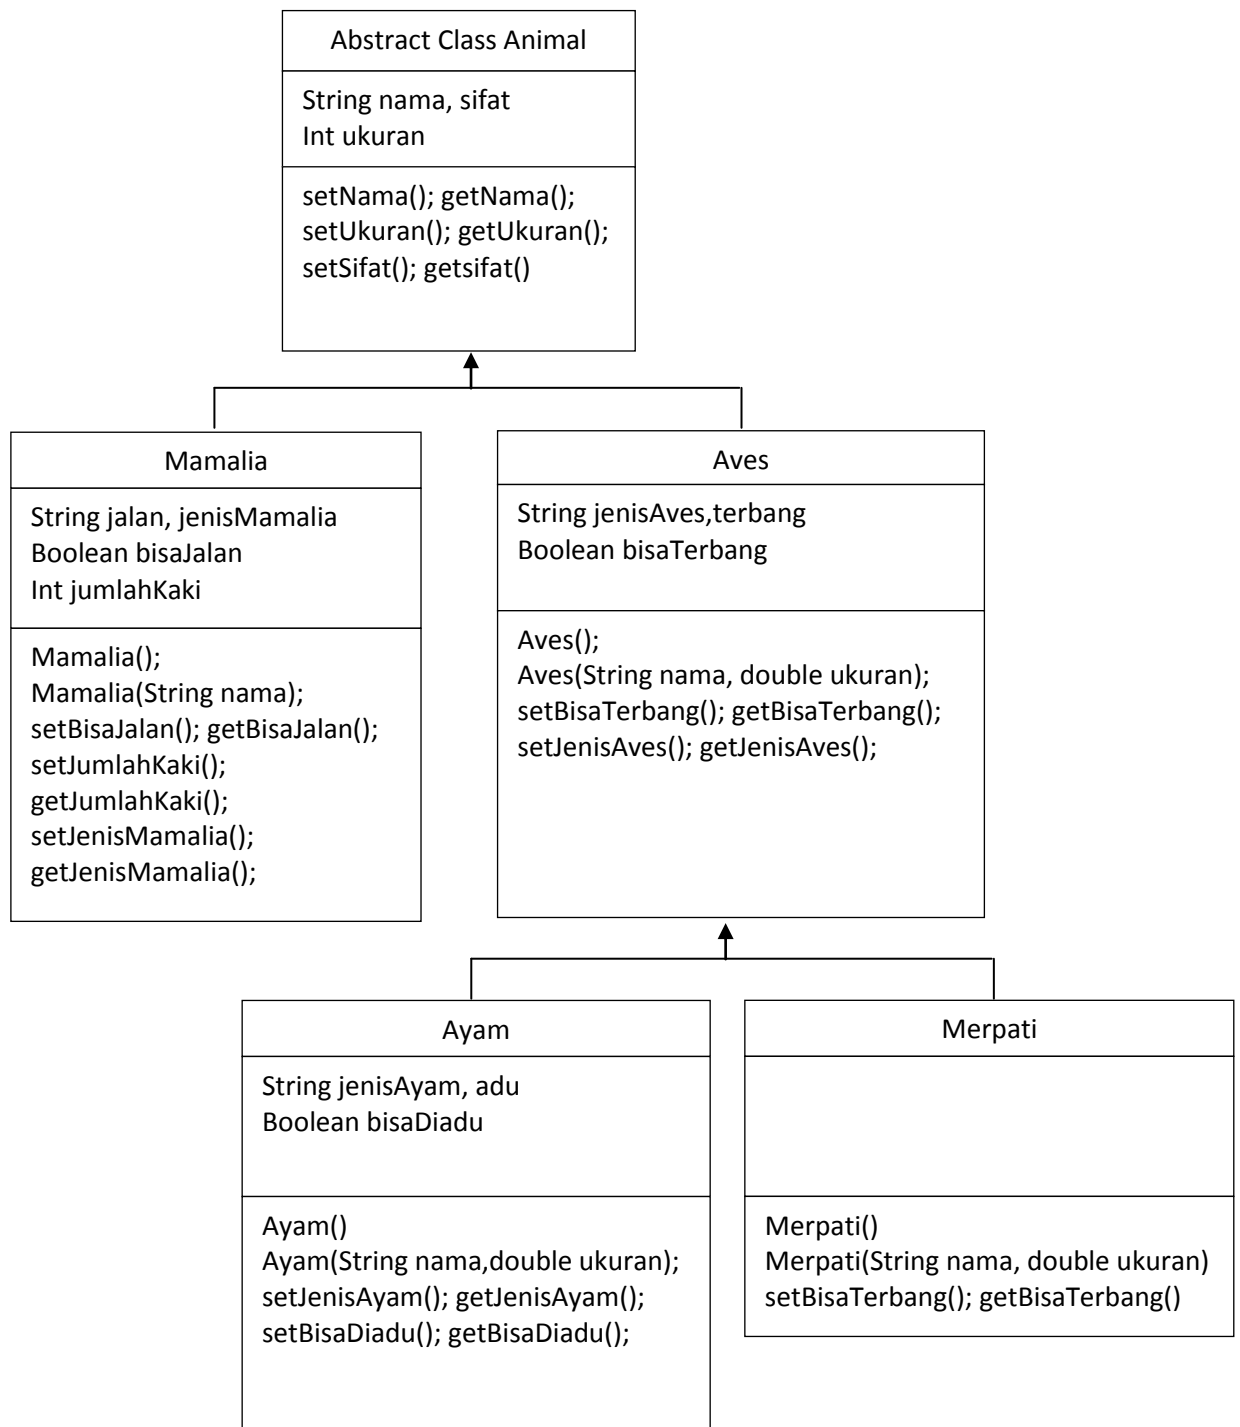 Abstract Class Animal
String nama, sifat
Int ukuran
setNama(); getNama();
setUkuran(); getUkuran();
setSifat(); getsifat()
Mamalia
String jalan, jenisMamalia
Boolean bisaJalan
Int jumlahKaki
Mamalia();
Mamalia(String nama);
setBisaJalan(); getBisaJalan();
setJumlahKaki();
getJumlahKaki();
setJenisMamalia();
getJenisMamalia();
Aves
String jenisAves,terbang
Boolean bisaTerbang
Aves();
Aves(String nama, double ukuran);
setBisaTerbang(); getBisaTerbang();
setJenisAves(); getJenisAves();
Ayam
String jenisAyam, adu
Boolean bisaDiadu
Ayam()
Ayam(String nama,double ukuran);
setJenisAyam(); getJenisAyam();
setBisaDiadu(); getBisaDiadu();
Merpati
Merpati()
Merpati(String nama, double ukuran)
setBisaTerbang(); getBisaTerbang()